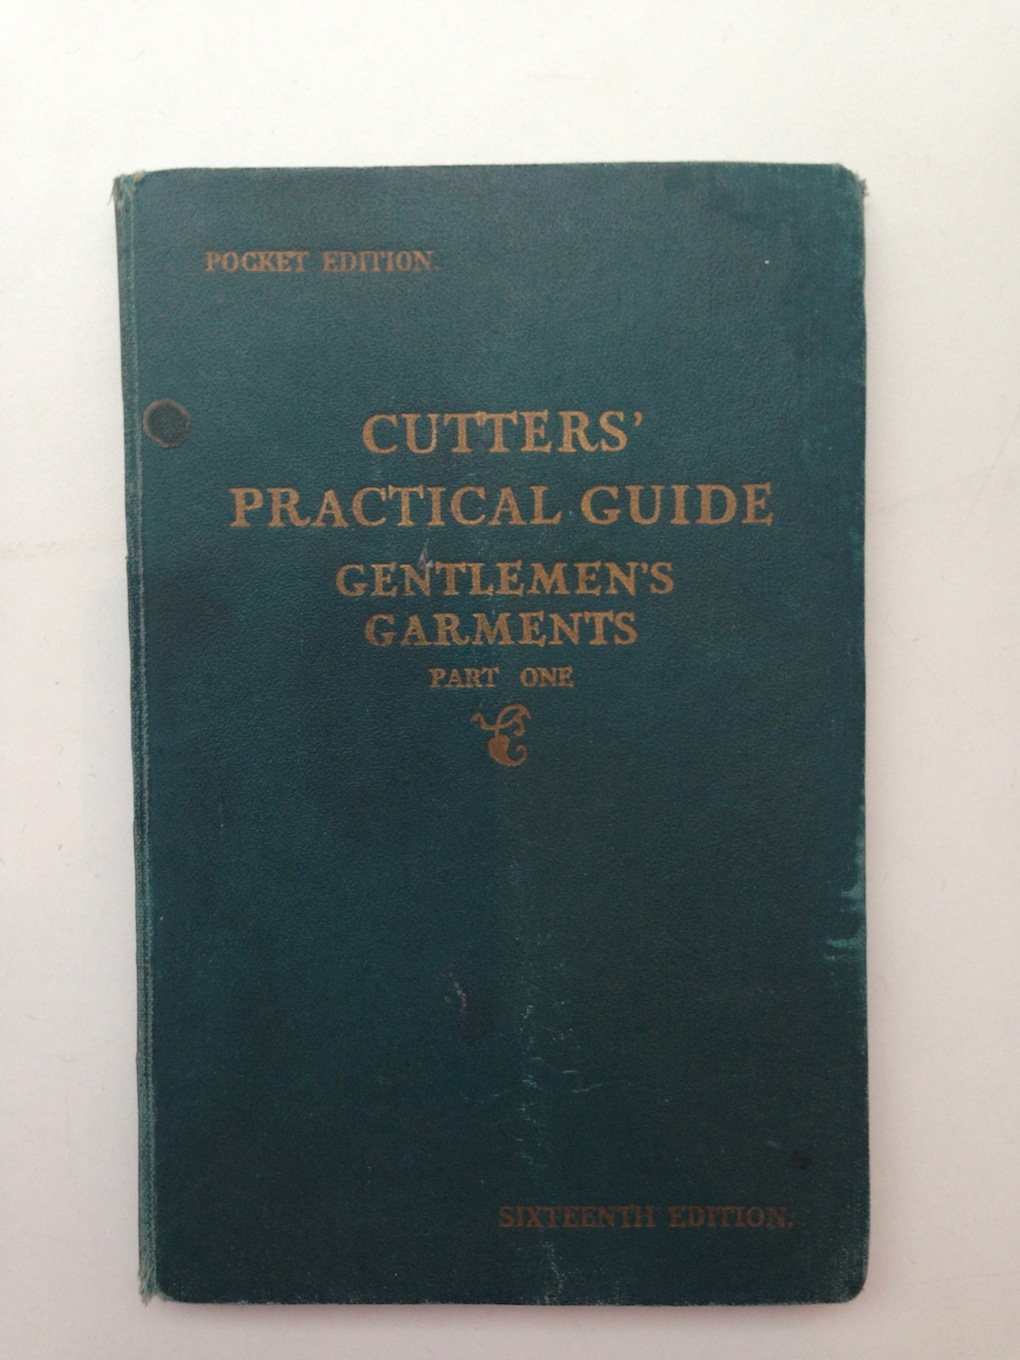 POCKET EDITION.
CUTTERS'
PRACTICAL GUIDE
GENTLEMEN'S
GARMENTS
PART ONE
SIXTEENTH EDITION.